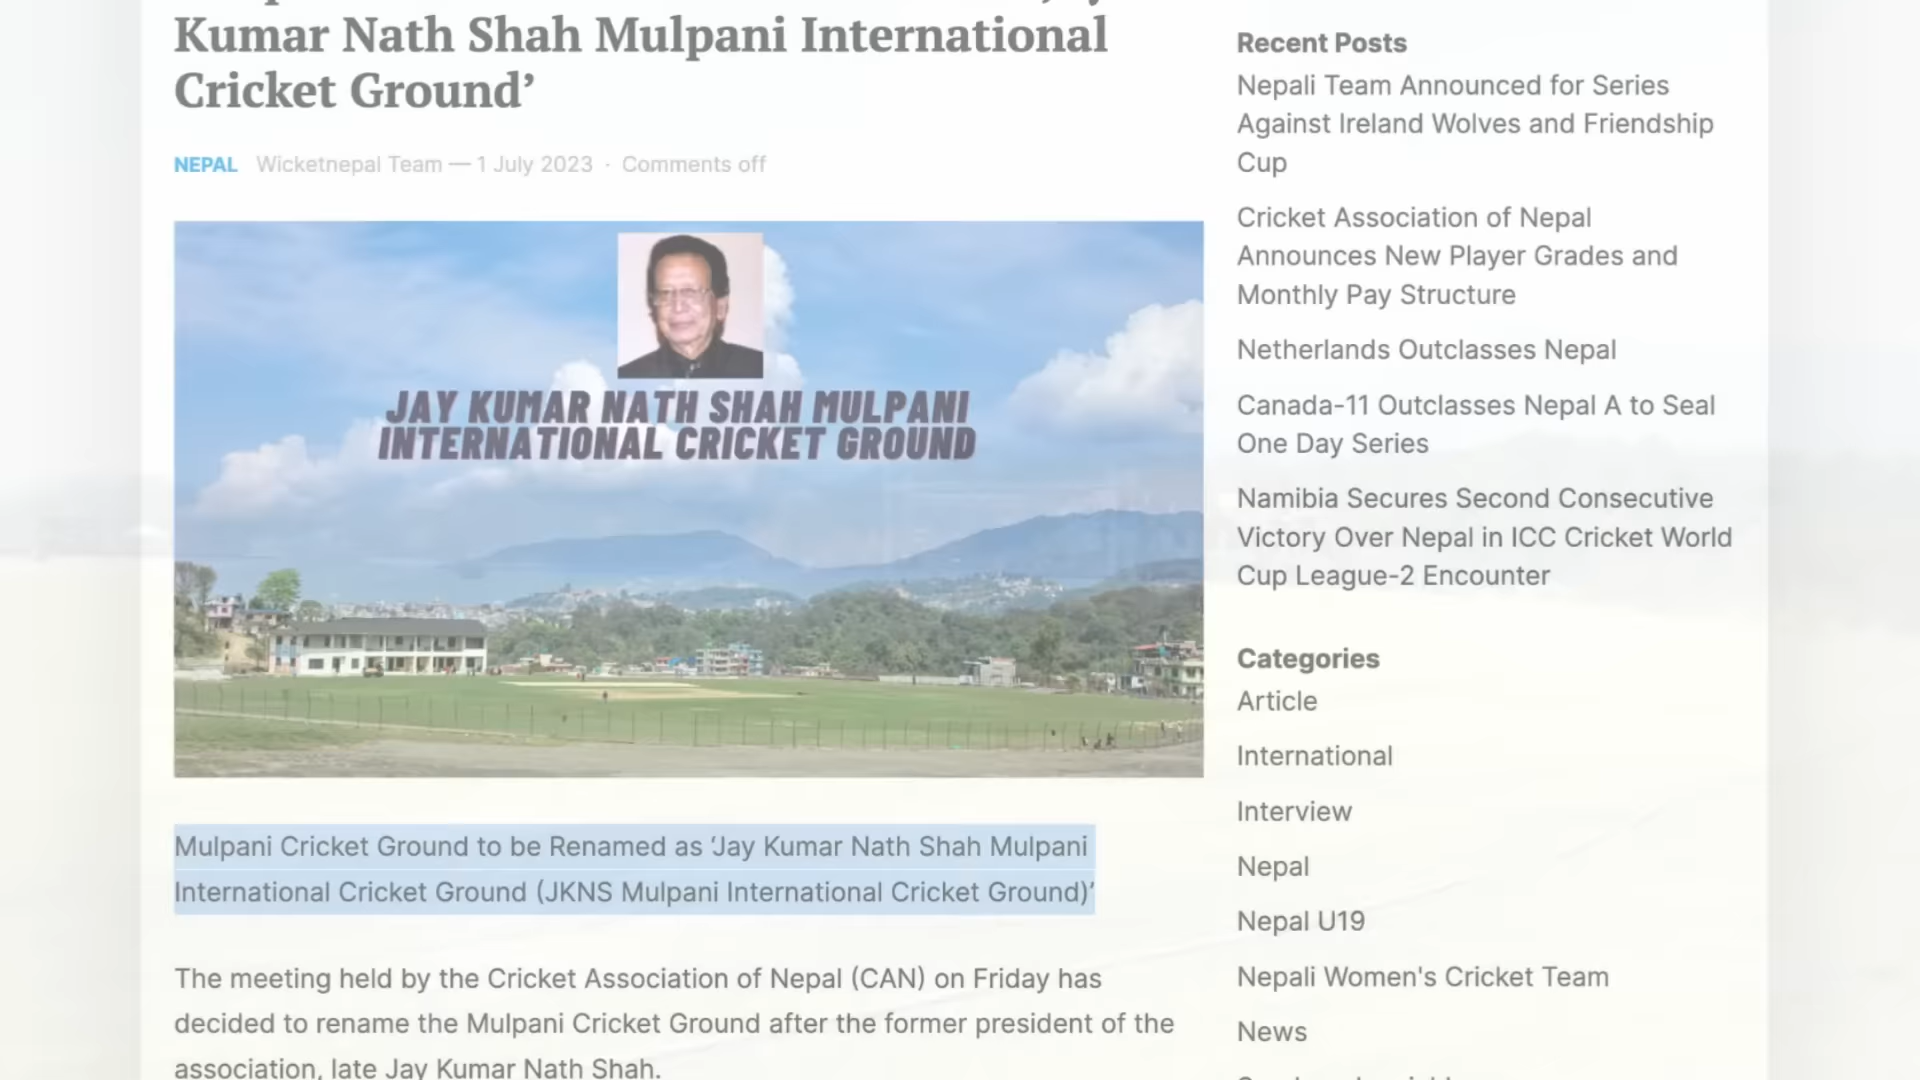 Kumar Nath Shah Mulpani International
Cricket Ground’
NEPAL Wicketnepal Team — 1 July 2023 · Comments off
JAY KUMAR NATH SHAH MULPANI
INTERNATIONAL CRICKET GROUND
Mulpani Cricket Ground to be Renamed as ‘Jay Kumar Nath Shah Mulpani
International Cricket Ground (JKNS Mulpani International Cricket Ground)’
The meeting held by the Cricket Association of Nepal (CAN) on Friday has
decided to rename the Mulpani Cricket Ground after the former president of the
association, late Jay Kumar Nath Shah.
Recent Posts
Nepali Team Announced for Series
Against Ireland Wolves and Friendship
Cup
Cricket Association of Nepal
Announces New Player Grades and
Monthly Pay Structure
Netherlands Outclasses Nepal
Canada-11 Outclasses Nepal A to Seal
One Day Series
Namibia Secures Second Consecutive
Victory Over Nepal in ICC Cricket World
Cup League-2 Encounter
Categories
Article
International
Interview
Nepal
Nepal U19
Nepali Women's Cricket Team
News